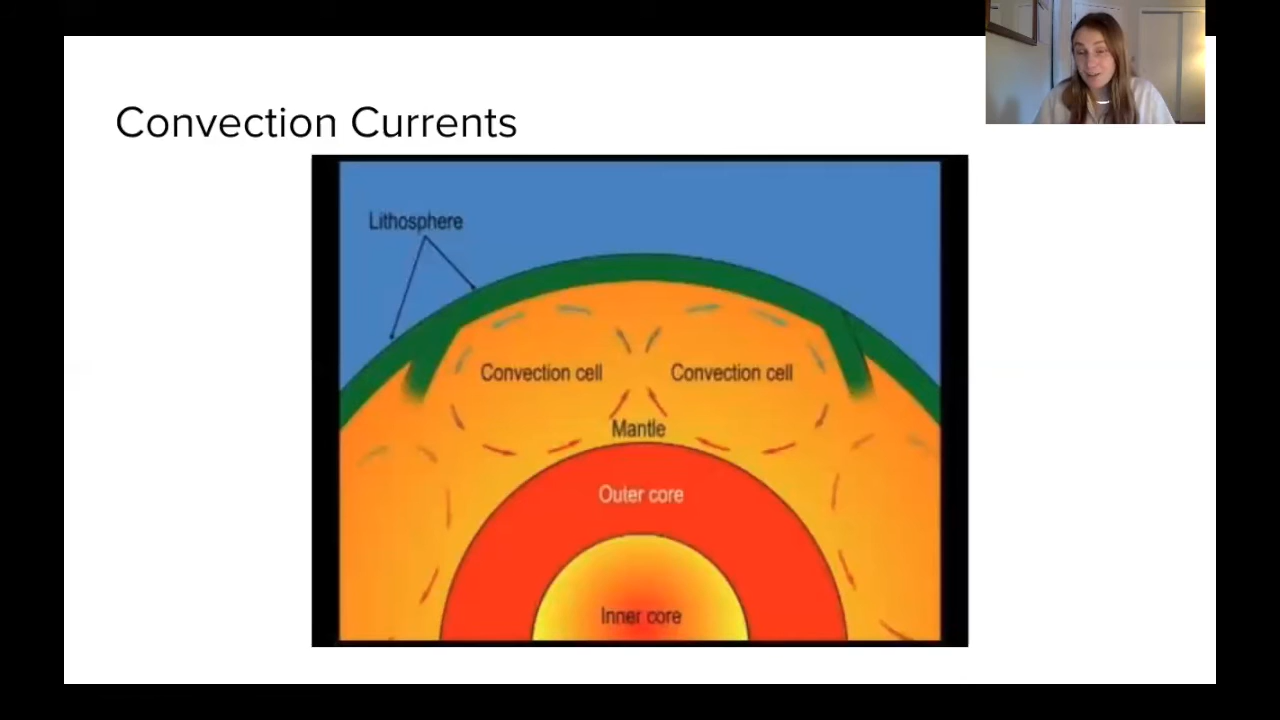 Convection Currents
Lithosphere
Convection cell
Convection cell
Mantle
Outer core
Inner core